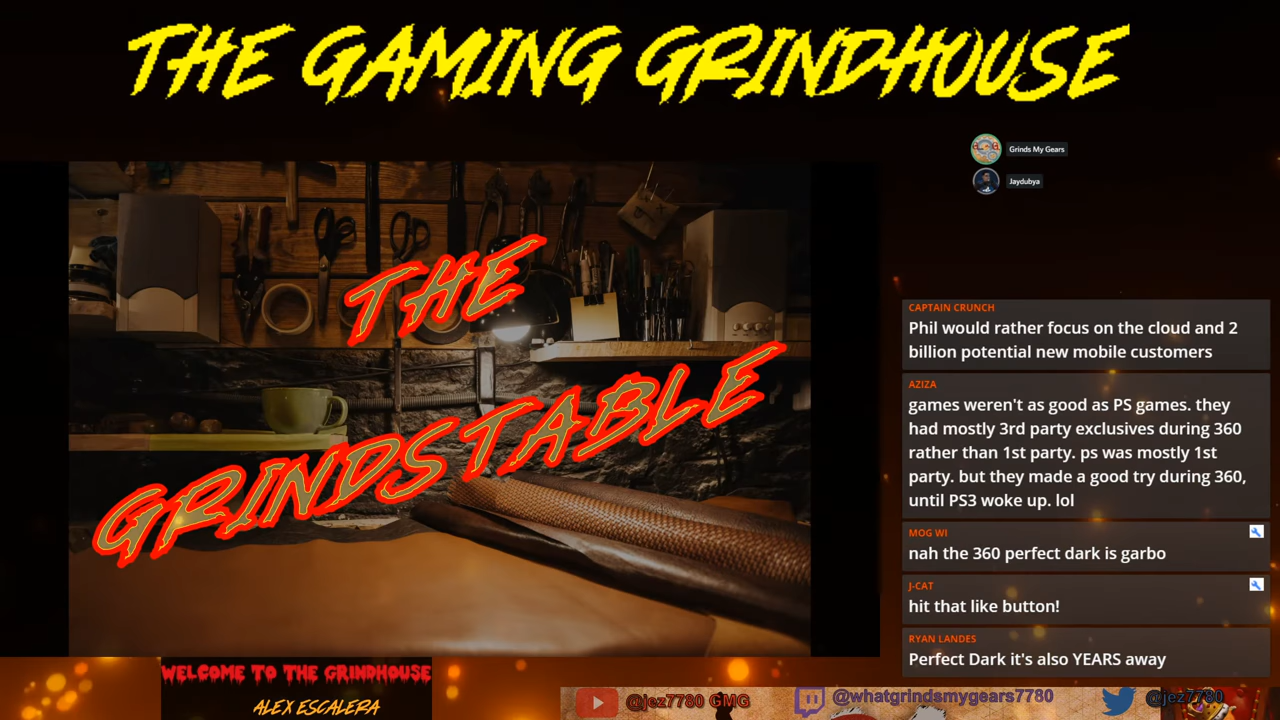 THE GAMING GRINDHOUSE
Grinds My Gears
Jaydubya
THE
GRINDSTABLE
CAPTAIN CRUNCH
Phil would rather focus on the cloud and 2
billion potential new mobile customers
AZIZA
games weren't as good as PS games. they
had mostly 3rd party exclusives during 360
rather than 1st party. ps was mostly 1st
party. but they made a good try during 360,
until PS3 woke up. lol
MOG WI
nah the 360 perfect dark is garbo
J-CAT
hit that like button!
RYAN LANDES
Perfect Dark it's also YEARS away
WELCOME TO THE GRINDHOUSE
ALEX ESCALERA
@jez7780 GMG
@whatgrindsmygears7780
@jez7780